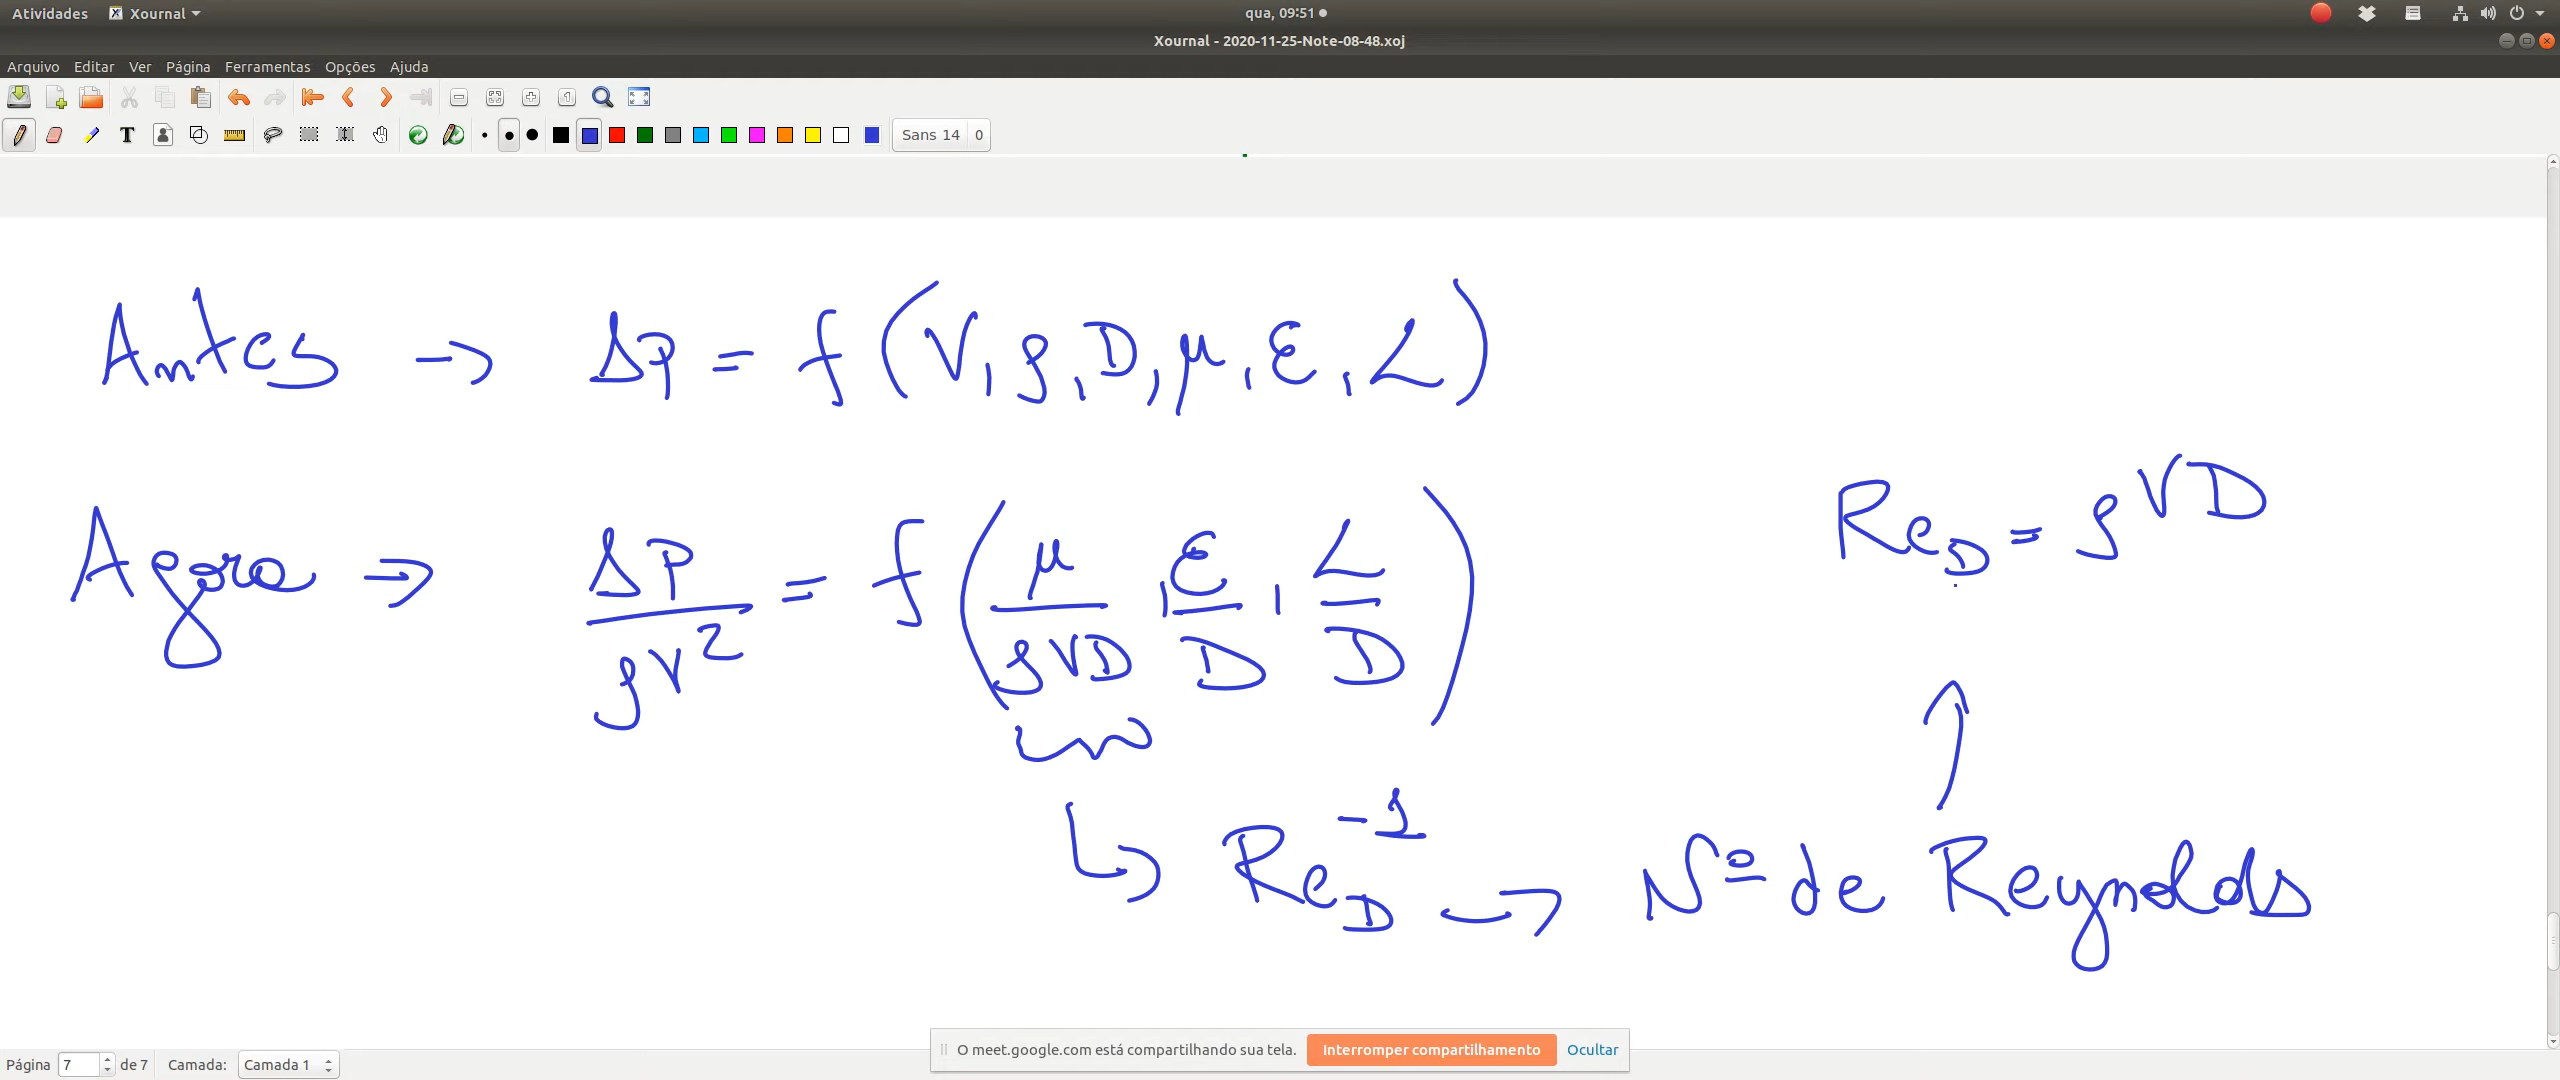 Atividades Xournal qua, 09:51
Xournal - 2020-11-25-Note-08-48.xoj
Arquivo Editar Ver Página Ferramentas Opções Ajuda
T Sans 14 0
Antes → ΔP = f (V, ρ, D, μ, ε, L)
Re_D = ρVD
Agora → ΔP/ρV² = f (μ/ρVD, ε/D, L/D)
↳ Re_D⁻¹ → Nº de Reynolds
O meet.google.com está compartilhando sua tela. Interromper compartilhamento Ocultar
Página 7 de 7 Camada: Camada 1